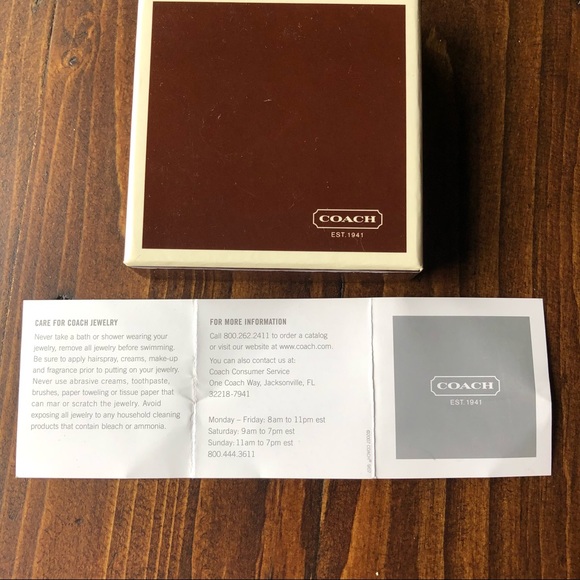 COACH
EST. 1941
CARE FOR COACH JEWELRY
Never take a bath or shower wearing your
jewelry, remove all jewelry before swimming.
Be sure to apply hairspray, creams, make-up
and fragrance prior to putting on your jewelry.
Never use abrasive creams, toothpaste,
brushes, paper toweling or tissue paper that
can mar or scratch the jewelry. Avoid
exposing all jewelry to any household cleaning
products that contain bleach or ammonia.
FOR MORE INFORMATION
Call 800.262.2411 to order a catalog
or visit our website at www.coach.com.
You can also contact us at:
Coach Consumer Service
One Coach Way, Jacksonville, FL
32218-7941
Monday – Friday: 8am to 11pm est
Saturday: 9am to 7pm est
Sunday: 11am to 7pm est
800.444.3611
COACH
EST. 1941